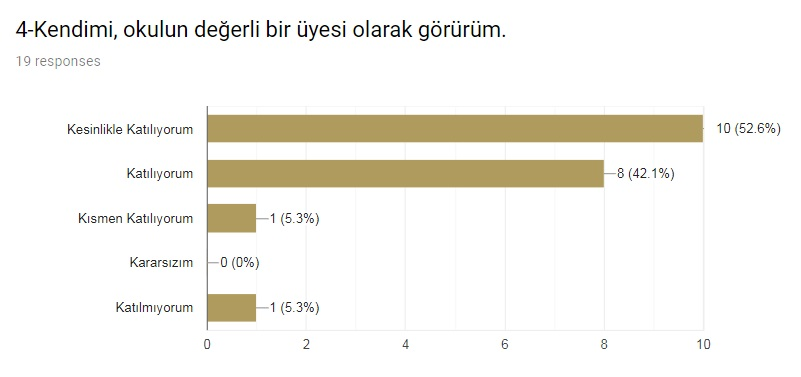 4-Kendimi, okulun değerli bir üyesi olarak görürüm.
19 responses
Kesinlikle Katılıyorum 10 (52.6%)
Katılıyorum 8 (42.1%)
Kısmen Katılıyorum 1 (5.3%)
Kararsızım 0 (0%)
Katılmıyorum 1 (5.3%)
0 2 4 6 8 10